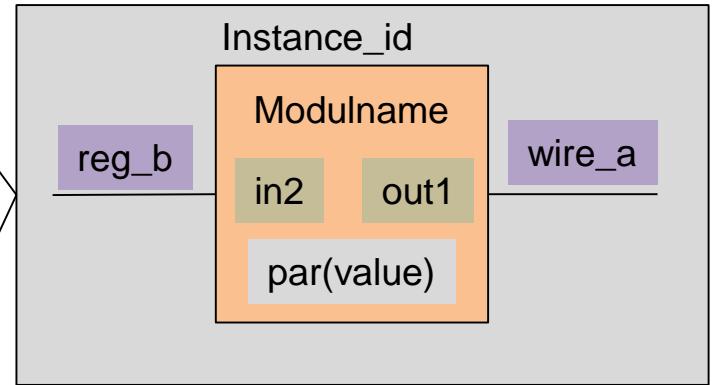 Instance_id
Modulname
reg_b
wire_a
in2
out1
par(value)